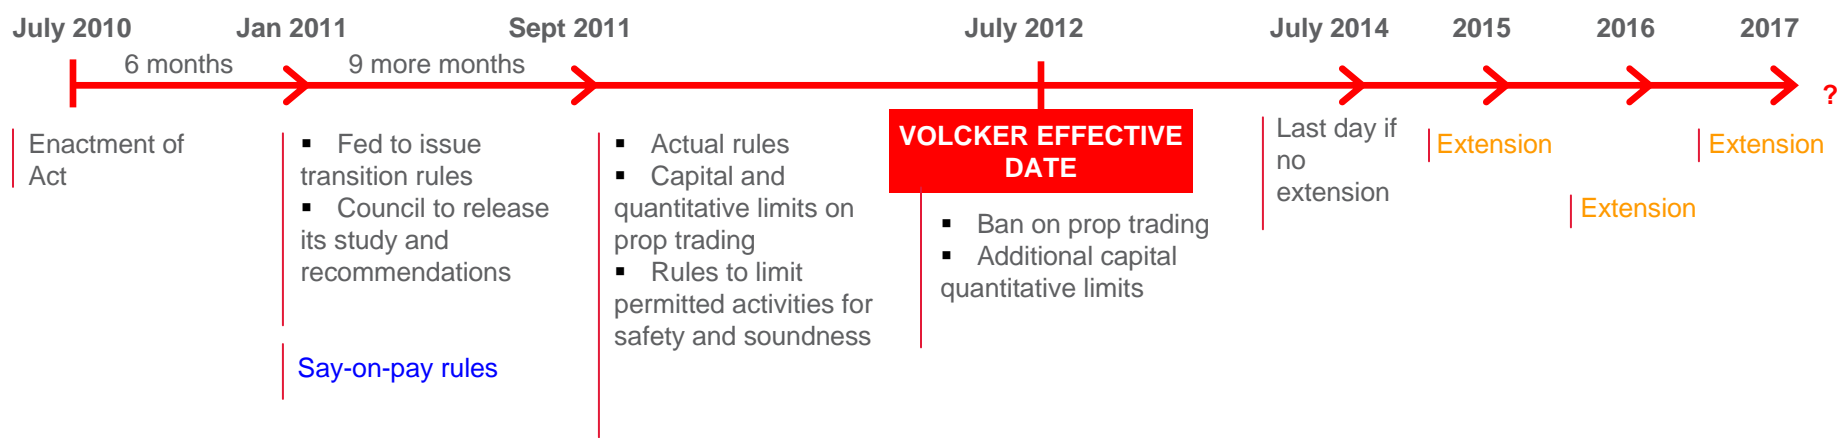 July 2010
Jan 2011
Sept 2011
July 2012
July 2014
2015
2016
2017
6 months
9 more months
?
Enactment of
Act
▪ Fed to issue
transition rules
▪ Council to release
its study and
recommendations
Say-on-pay rules
▪ Actual rules
▪ Capital and
quantitative limits on
prop trading
▪ Rules to limit
permitted activities for
safety and soundness
VOLCKER EFFECTIVE
DATE
▪ Ban on prop trading
▪ Additional capital
quantitative limits
Last day if
no
extension
Extension
Extension
Extension